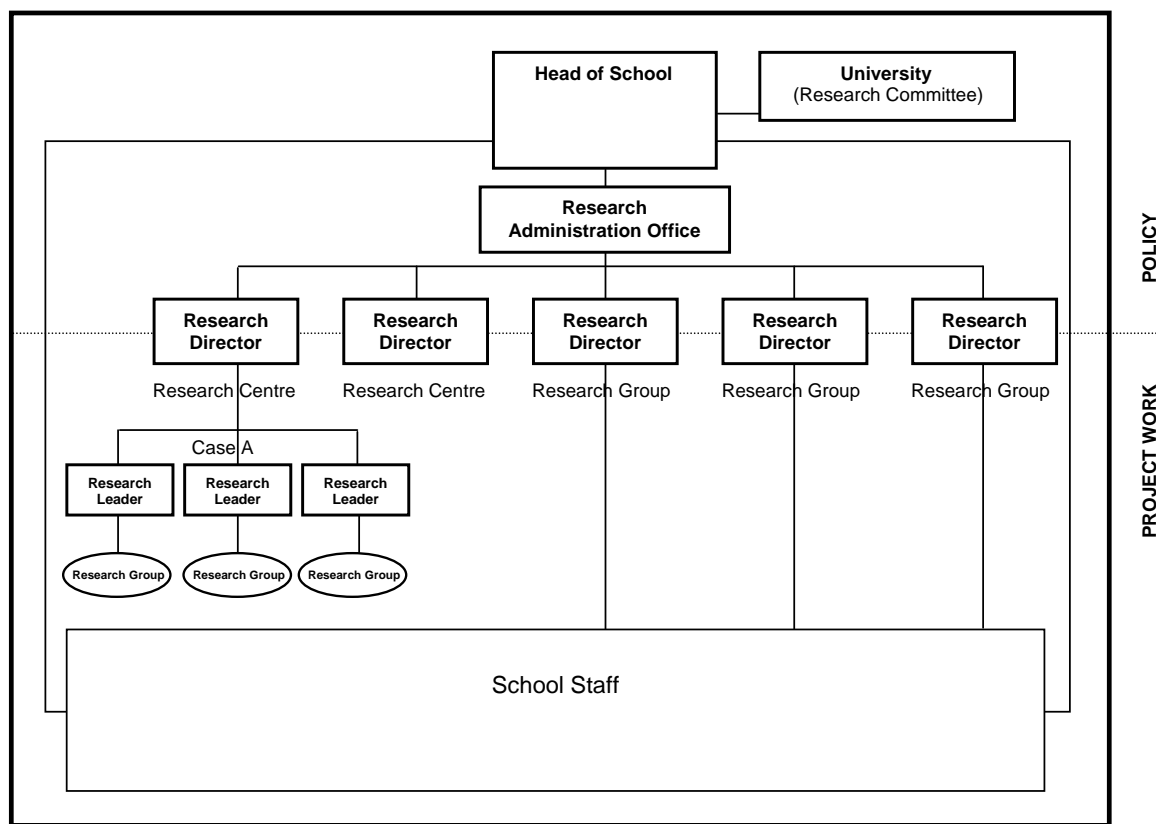 Head of School
University
(Research Committee)
Research
Administration Office
POLICY
Research
Director
Research
Director
Research
Director
Research
Director
Research
Director
Research Centre
Research Centre
Research Group
Research Group
Research Group
PROJECT WORK
Case A
Research
Leader
Research
Leader
Research
Leader
Research Group
Research Group
Research Group
School Staff